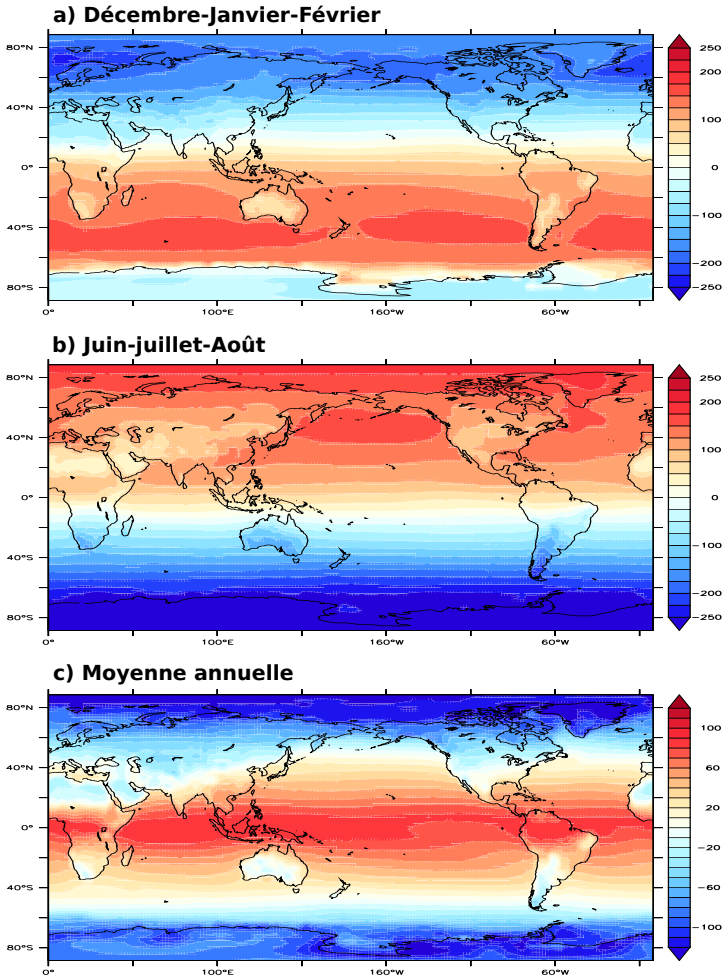 a) Décembre-Janvier-Février
80°N
40°N
0°
40°S
80°S
0° 100°E 160°W 60°W
250
200
100
0
−100
−200
−250
b) Juin-juillet-Août
80°N
40°N
0°
40°S
80°S
0° 100°E 160°W 60°W
250
200
100
0
−100
−200
−250
c) Moyenne annuelle
80°N
40°N
0°
40°S
80°S
0° 100°E 160°W 60°W
100
60
20
−20
−60
−100